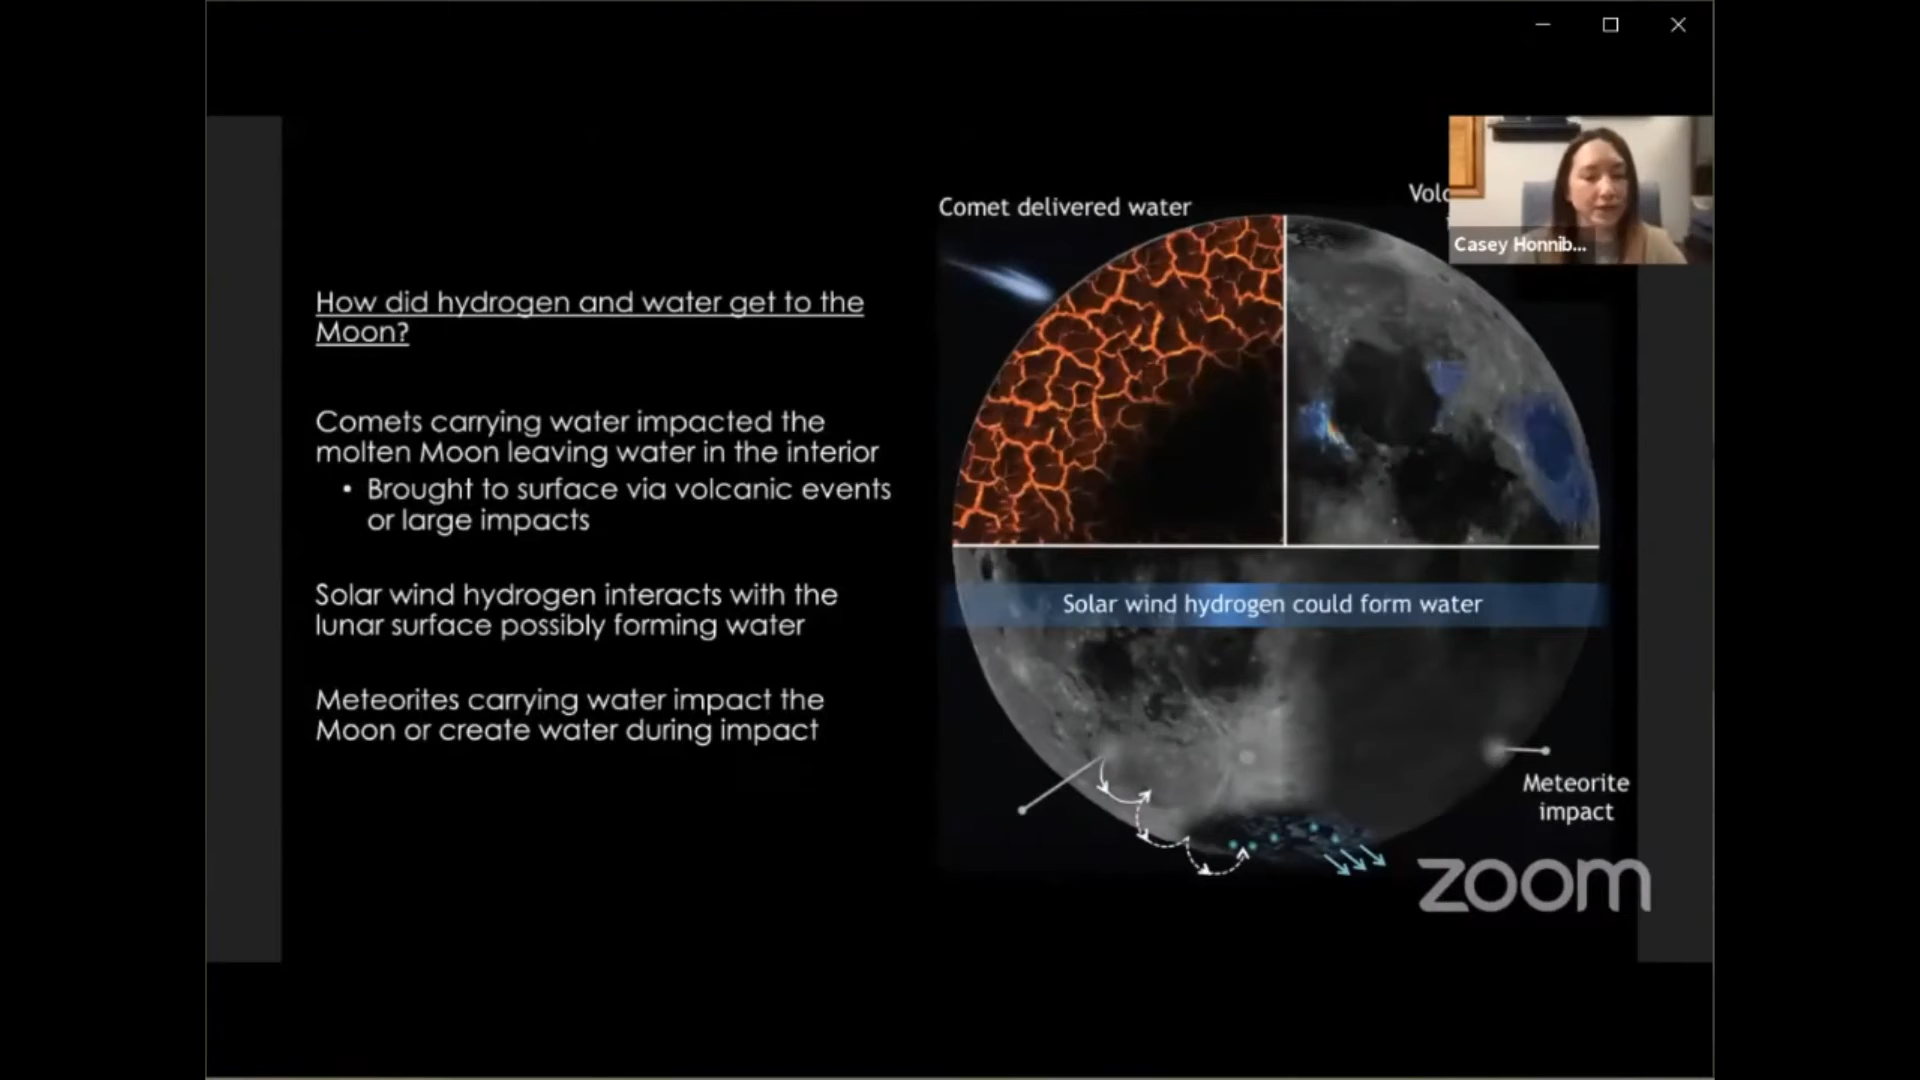 How did hydrogen and water get to the
Moon?
Comets carrying water impacted the
molten Moon leaving water in the interior
• Brought to surface via volcanic events
or large impacts
Solar wind hydrogen interacts with the
lunar surface possibly forming water
Meteorites carrying water impact the
Moon or create water during impact
Comet delivered water
Casey Honnib...
Solar wind hydrogen could form water
Meteorite
impact
zoom